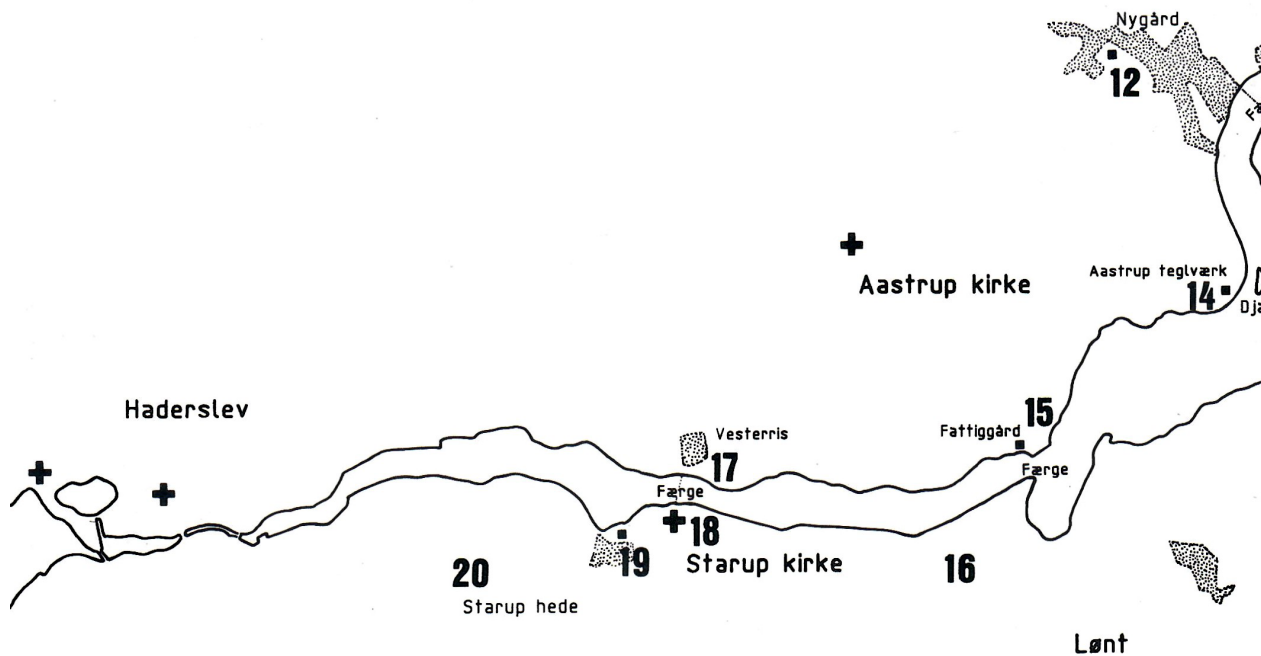 Nygård
12
Aastrup kirke
Aastrup teglværk
14
Haderslev
15
Fattiggård
Vesterris
17
Færge
Færge
18
19
Starup kirke
16
20
Starup hede
Lønt